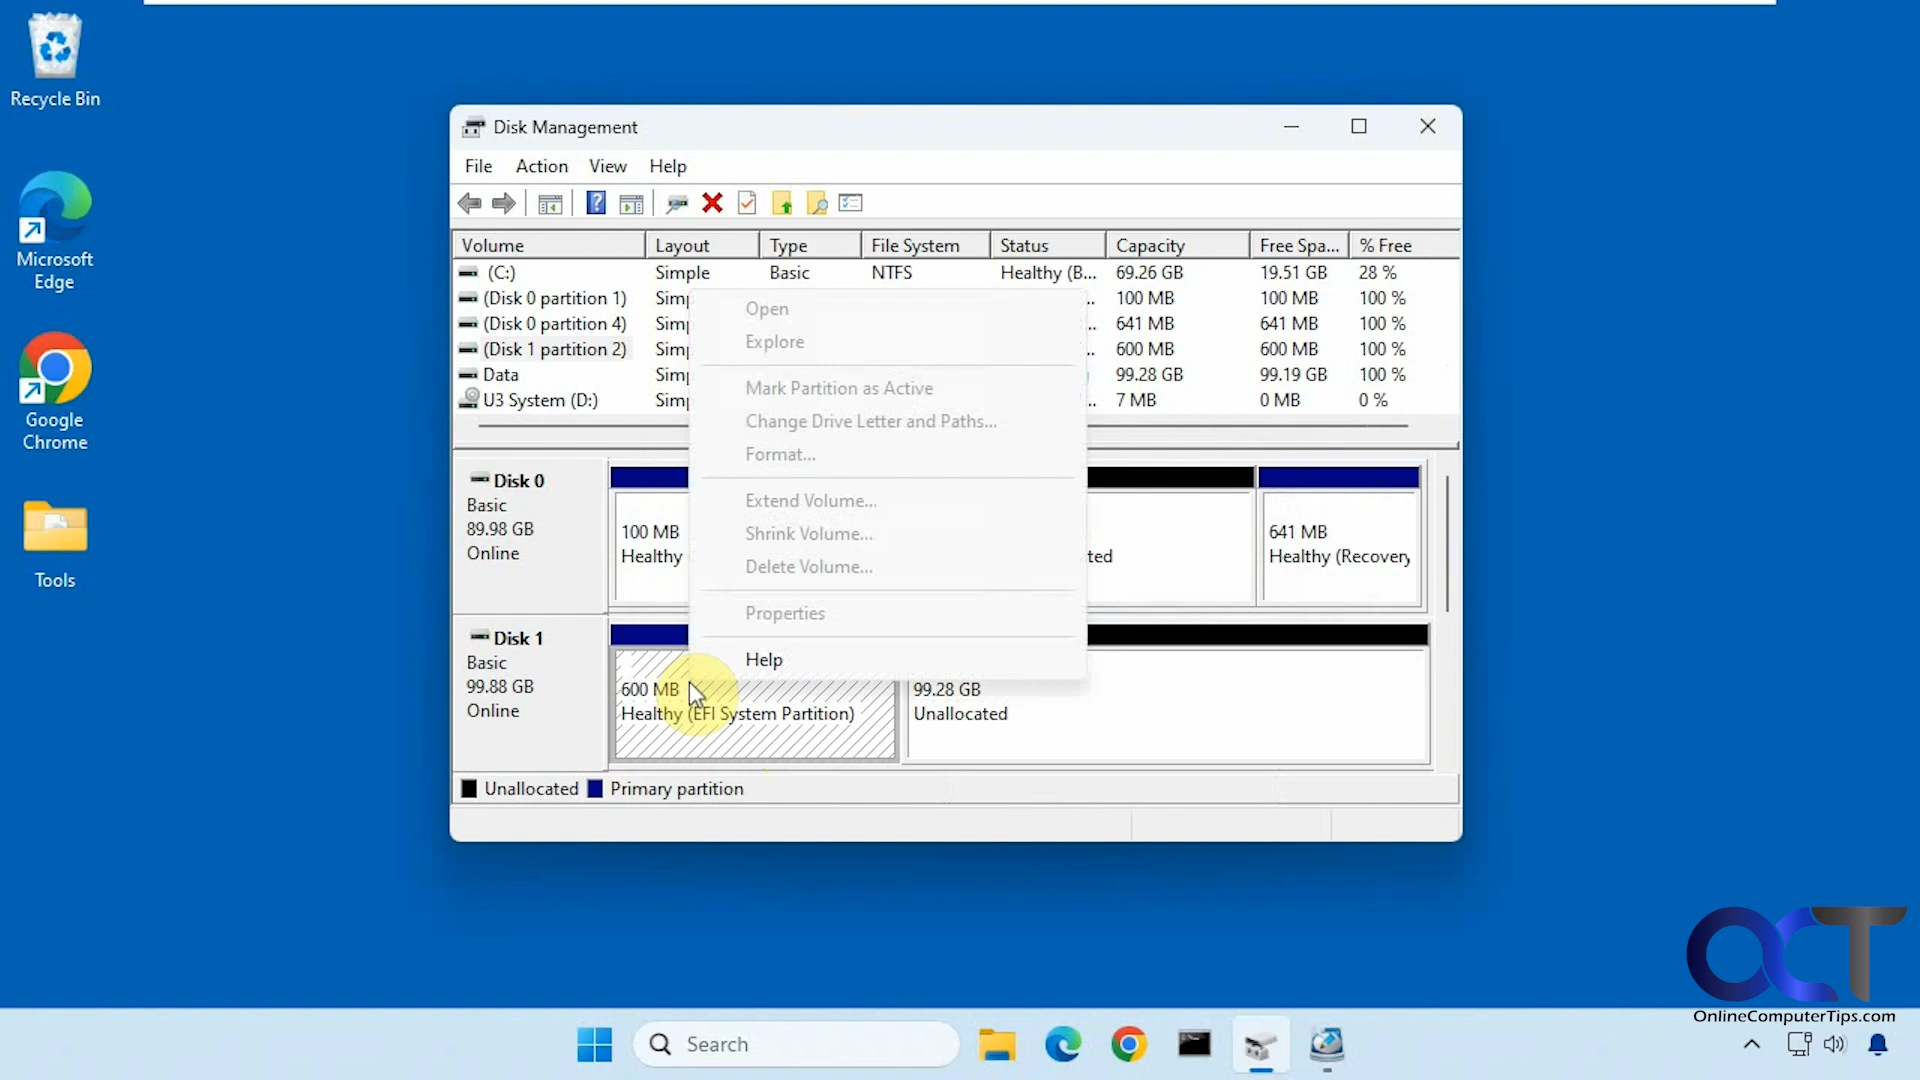 Recycle Bin
Microsoft
Edge
Google
Chrome
Tools
Disk Management
File Action View Help
Volume Layout Type File System Status Capacity Free Spa... % Free
(C:) Simple Basic NTFS Healthy (B... 69.26 GB 19.51 GB 28 %
(Disk 0 partition 1) Simp .. 100 MB 100 MB 100 %
(Disk 0 partition 4) Simp .. 641 MB 641 MB 100 %
(Disk 1 partition 2) Simp .. 600 MB 600 MB 100 %
Data Simp 99.28 GB 99.19 GB 100 %
U3 System (D:) Simp .. 7 MB 0 MB 0 %
Open
Explore
Mark Partition as Active
Change Drive Letter and Paths...
Format...
Extend Volume...
Shrink Volume...
Delete Volume...
Properties
Help
Disk 0
Basic
89.98 GB
Online
100 MB
Healthy
ted
641 MB
Healthy (Recovery
Disk 1
Basic
99.88 GB
Online
600 MB
Healthy (EFI System Partition)
99.28 GB
Unallocated
Unallocated Primary partition
OCT
OnlineComputerTips.com
Search